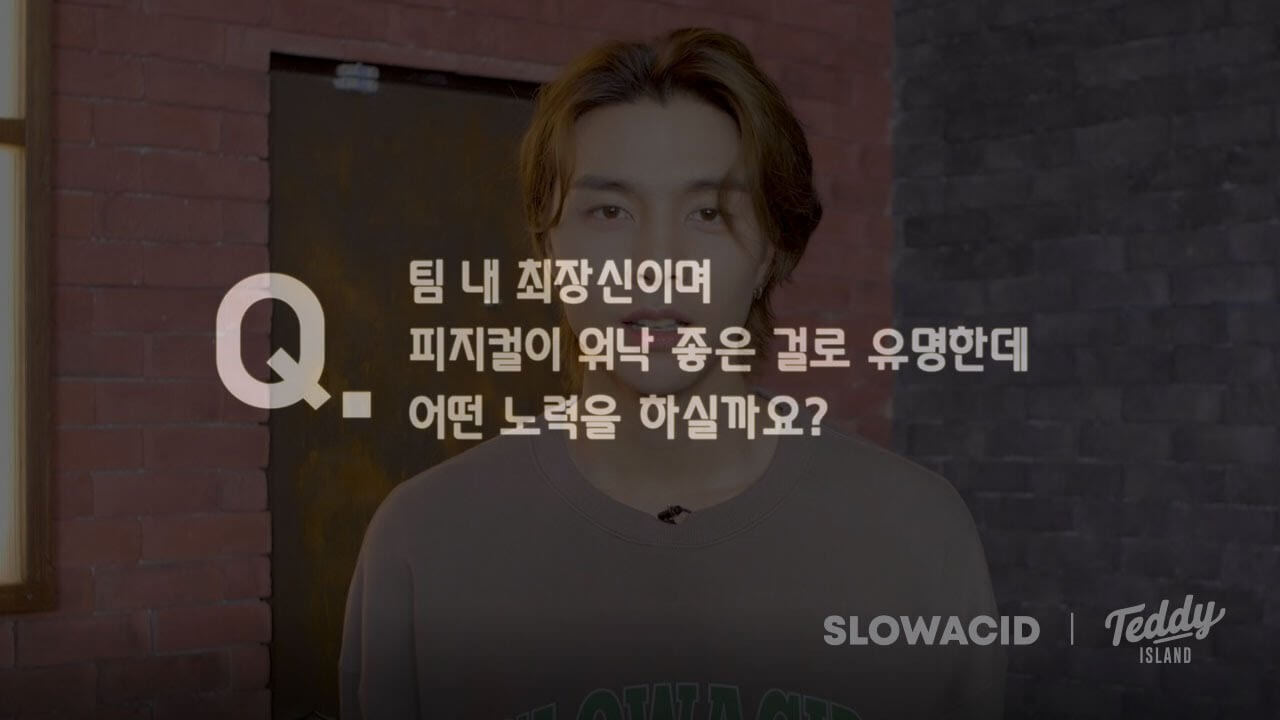 Q.
팀 내 최장신이며
피지컬이 워낙 좋은 걸로 유명한데
어떤 노력을 하실까요?
SLOWACID | Teddy ISLAND
SLOWACID